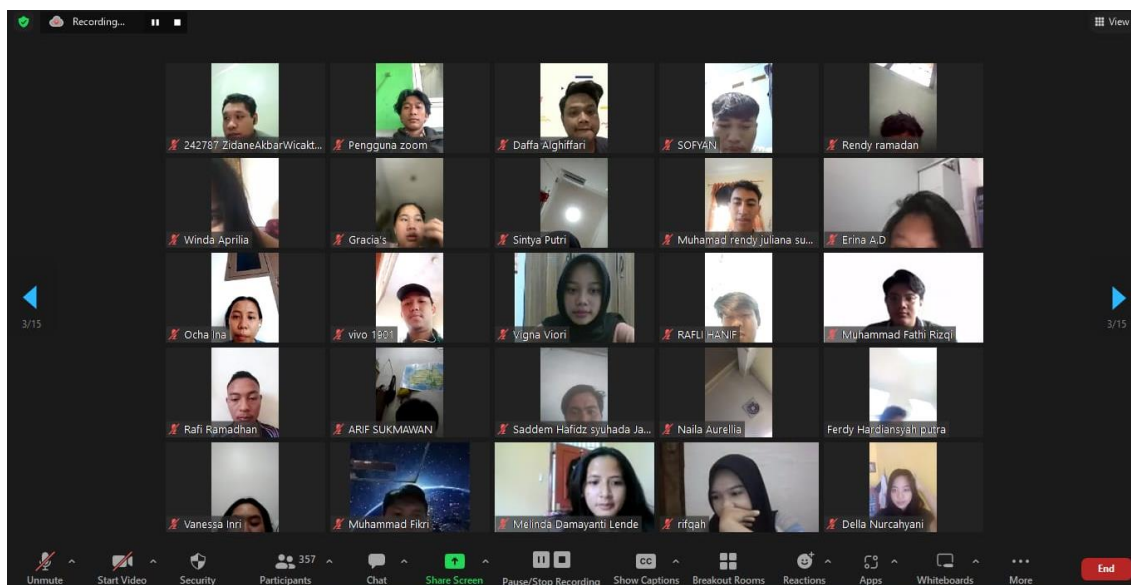 Recording...
View
242787 ZidaneAkbarWicakt...
Pengguna zoom
Daffa Alghiffari
SOFYAN
Rendy ramadan
Winda Aprilia
Gracia's
Sintya Putri
Muhamad rendy juliana su...
Erina A.D
Ocha Ina
vivo 1901
Vigna Viori
RAFLI HANIF
Muhammad Fathi Rizqi
3/15
3/15
Rafi Ramadhan
ARIF SUKMAWAN
Saddem Hafidz syuhada Ja...
Naila Aurellia
Ferdy Hardiansyah putra
Vanessa Inri
Muhammad Fikri
Melinda Damayanti Lende
rifqah
Della Nurcahyani
357
CC
Unmute
Start Video
Security
Participants
Chat
Share Screen
Pause/Stop Recording
Show Captions
Breakout Rooms
Reactions
Apps
Whiteboards
More
End